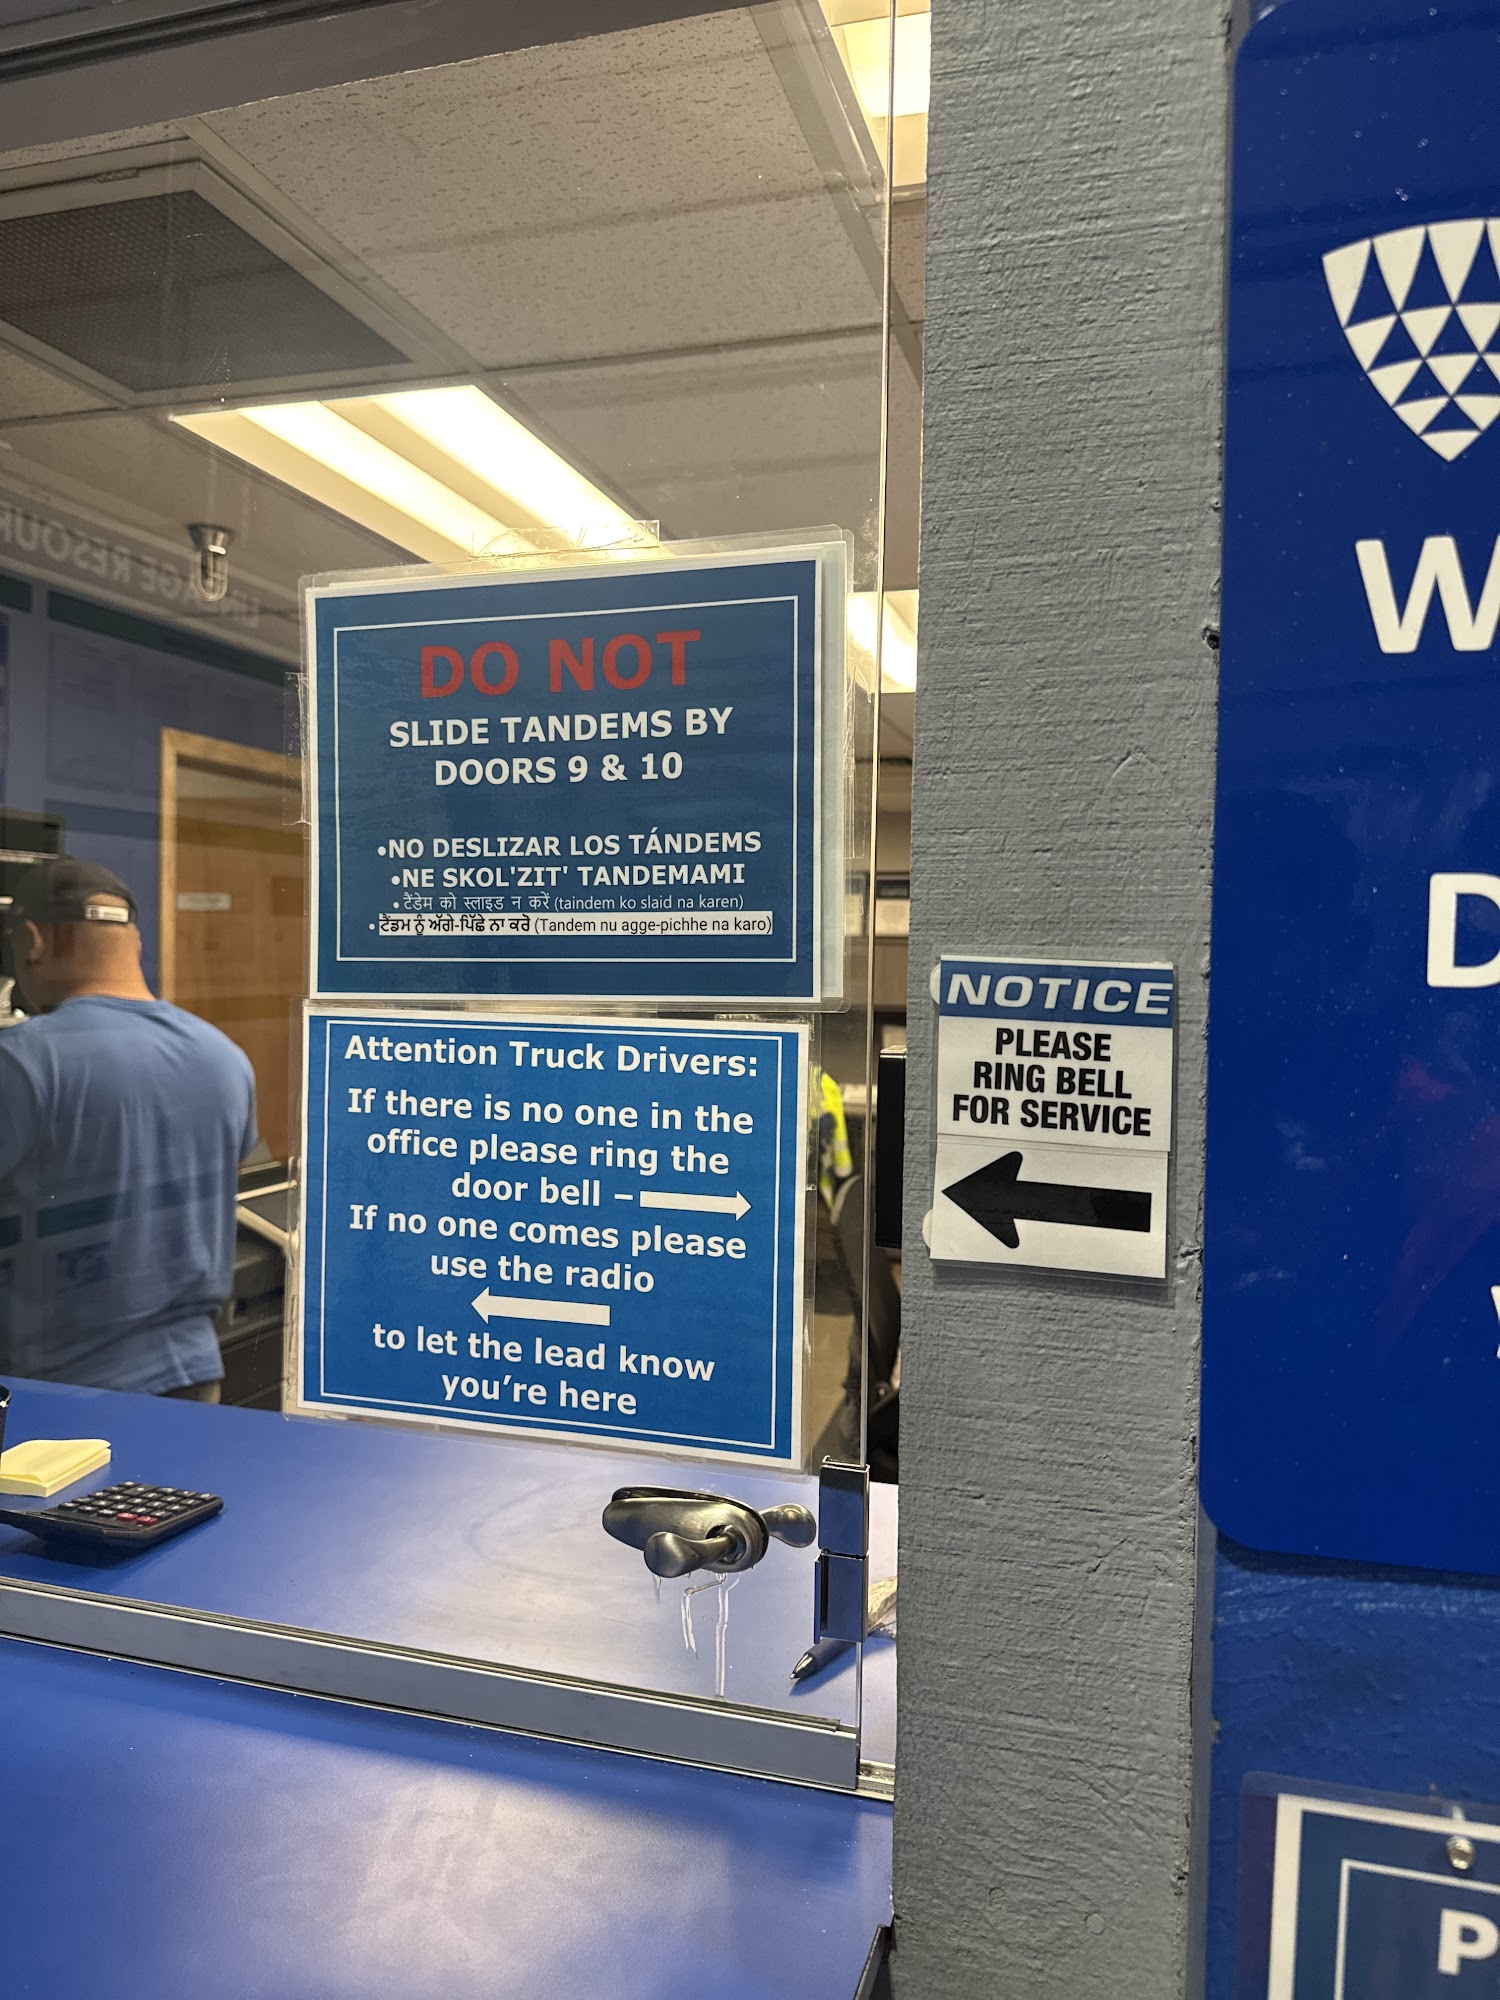 DO NOT
SLIDE TANDEMS BY
DOORS 9 & 10
•NO DESLIZAR LOS TÁNDEMS
•NE SKOL'ZIT' TANDEMAMI
• टैंडेम को स्लाइड न करें (taindem ko slaid na karen)
• ਟੈਂਡਮ ਨੂੰ ਅੱਗੇ-ਪਿੱਛੇ ਨਾ ਕਰੋ (Tandem nu agge-pichhe na karo)
Attention Truck Drivers:
If there is no one in the
office please ring the
door bell –
If no one comes please
use the radio
to let the lead know
you're here
NOTICE
PLEASE
RING BELL
FOR SERVICE
W
D
P